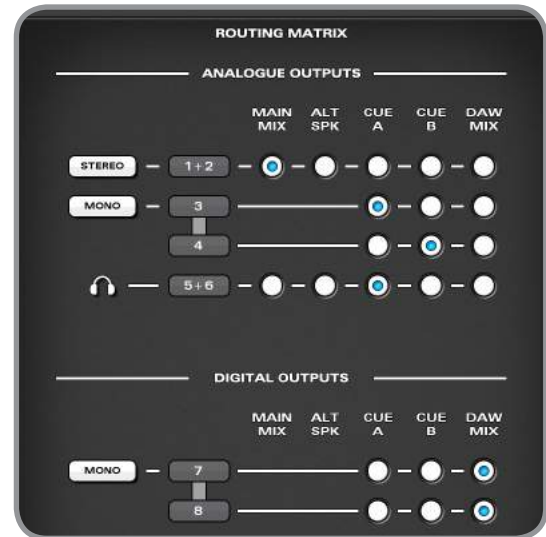 ROUTING MATRIX
ANALOGUE OUTPUTS
MAIN MIX ALT SPK CUE A CUE B DAW MIX
STEREO 1+2
MONO 3
4
5+6
DIGITAL OUTPUTS
MAIN MIX ALT SPK CUE A CUE B DAW MIX
MONO 7
8